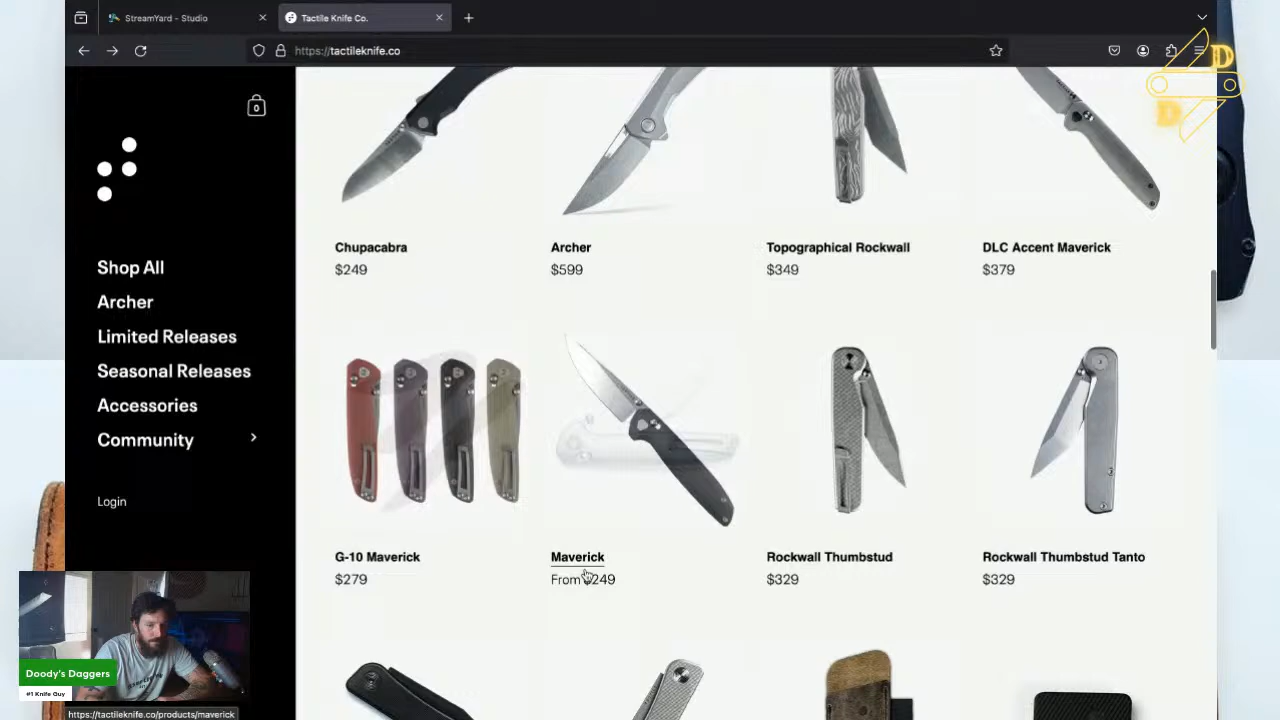 StreamYard - Studio
Tactile Knife Co.
https://tactileknife.co
D
D
0
Shop All
Archer
Limited Releases
Seasonal Releases
Accessories
Community
Login
Chupacabra
$249
Archer
$599
Topographical Rockwall
$349
DLC Accent Maverick
$379
G-10 Maverick
$279
Maverick
From $249
Rockwall Thumbstud
$329
Rockwall Thumbstud Tanto
$329
Doody's Daggers
#1 Knife Guy
https://tactileknife.co/products/maverick